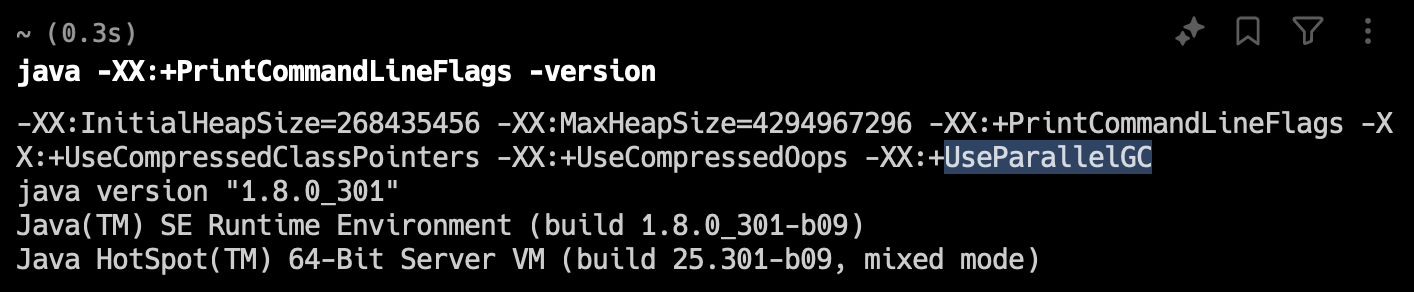 ~ (0.3s)
java -XX:+PrintCommandLineFlags -version
-XX:InitialHeapSize=268435456 -XX:MaxHeapSize=4294967296 -XX:+PrintCommandLineFlags -X
X:+UseCompressedClassPointers -XX:+UseCompressedOops -XX:+UseParallelGC
java version "1.8.0_301"
Java(TM) SE Runtime Environment (build 1.8.0_301-b09)
Java HotSpot(TM) 64-Bit Server VM (build 25.301-b09, mixed mode)